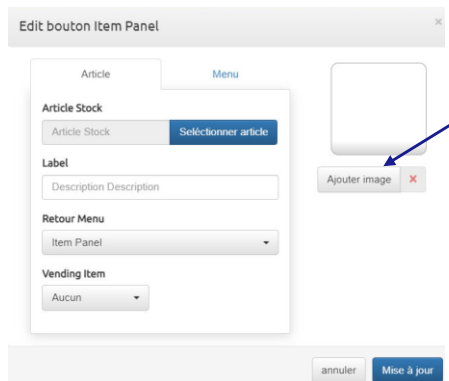 Edit bouton Item Panel ×
Article Menu
Article Stock
Article Stock Seléctionner article
Label
Description Description
Ajouter image ×
Retour Menu
Item Panel
Vending Item
Aucun
annuler Mise à jour